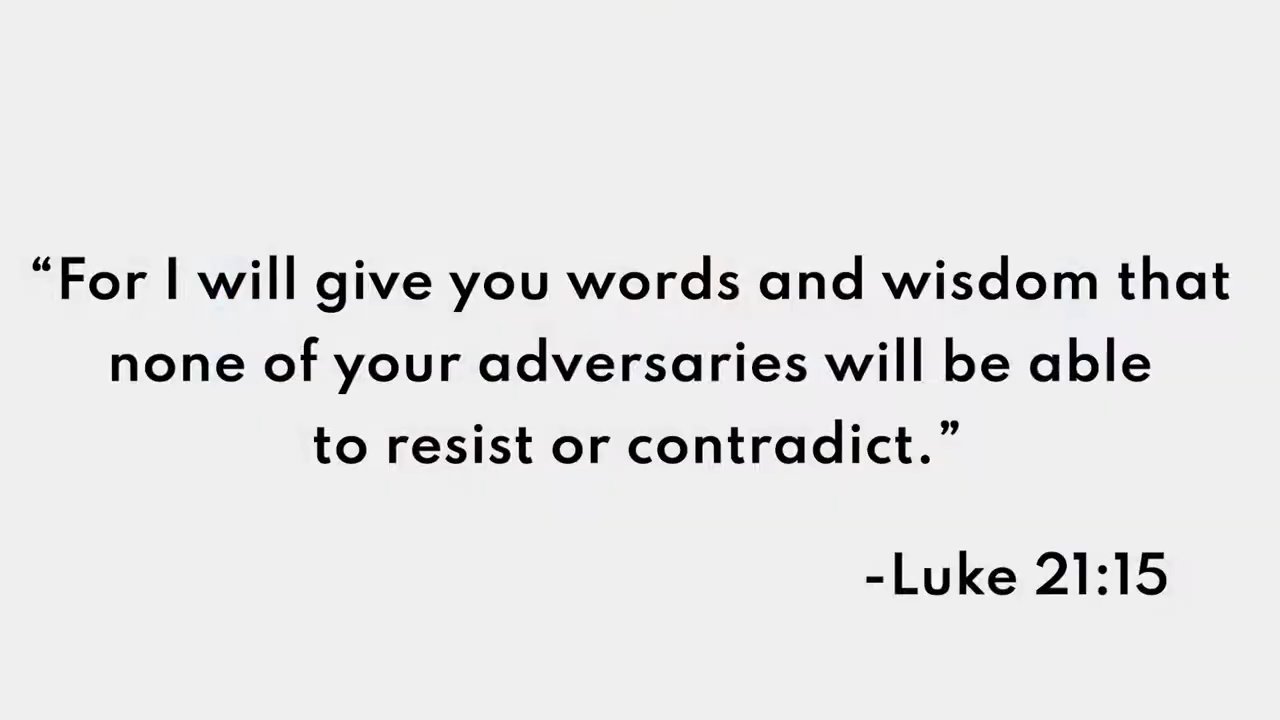 “For I will give you words and wisdom that
none of your adversaries will be able
to resist or contradict.”
-Luke 21:15